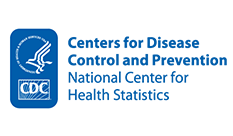 CDC
Centers for Disease
Control and Prevention
National Center for
Health Statistics